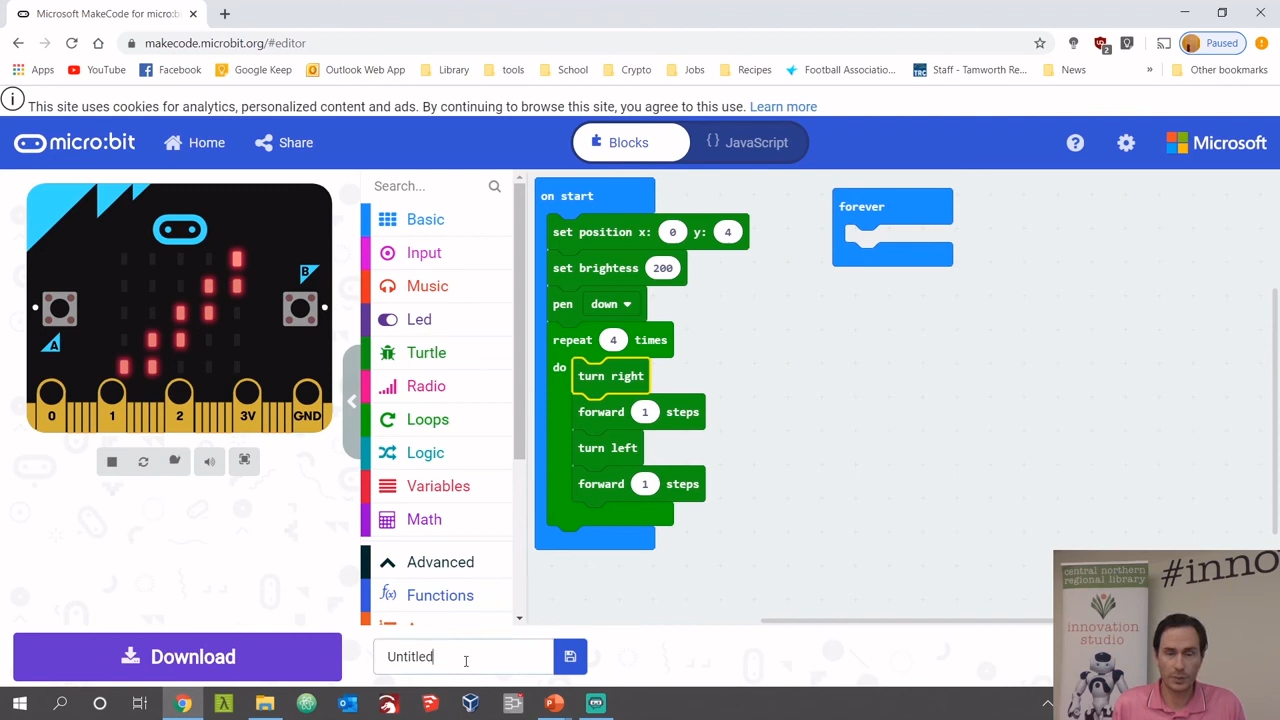 Microsoft MakeCode for micro:bi
makecode.microbit.org/#editor
2
Paused
Apps
YouTube
Facebook
Google Keep
Outlook Web App
Library
tools
School
Crypto
Jobs
Recipes
Football Associatio...
TRC
Staff - Tamworth Re...
News
»
Other bookmarks
This site uses cookies for analytics, personalized content and ads. By continuing to browse this site, you agree to this use. Learn more
micro:bit
Home
Share
Blocks
{} JavaScript
Microsoft
A
B
0
1
2
3V
GND
Search...
Basic
Input
Music
Led
Turtle
Radio
Loops
Logic
Variables
Math
Advanced
f(x) Functions
on start
set position x: 0 y: 4
set brightess 200
pen down
repeat 4 times
do
turn right
forward 1 steps
turn left
forward 1 steps
forever
Download
Untitled
#inno
central northern
regional library
innovation
studio